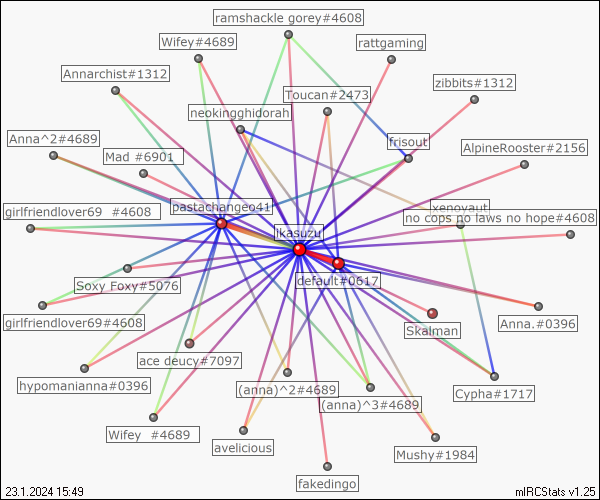 ramshackle gorey#4608
Wifey#4689
rattgaming
Annarchist#1312
zibbits#1312
Toucan#2473
neokingghidorah
Anna^2#4689
frisout
AlpineRooster#2156
Mad #6901
pastachangeo41
xenoyaut
girlfriendlover69 #4608
no cops no laws no hope#4608
ikasuzu
default#0617
Soxy Foxy#5076
girlfriendlover69#4608
Anna.#0396
Skalman
ace deucy#7097
hypomanianna#0396
(anna)^2#4689
Cypha#1717
(anna)^3#4689
Wifey #4689
avelicious
Mushy#1984
fakedingo
23.1.2024 15:49
mIRCStats v1.25